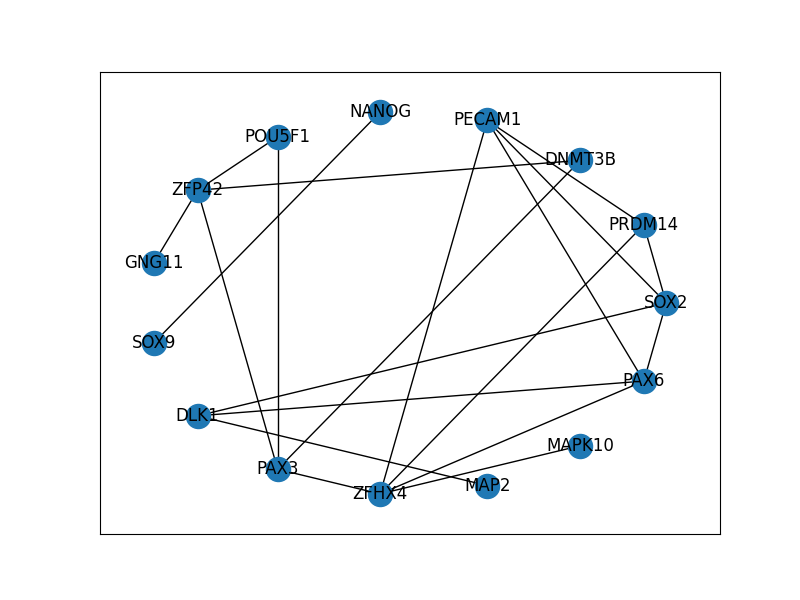 NANOG
PECAM1
POU5F1
DNMT3B
ZFP42
PRDM14
GNG11
SOX2
SOX9
PAX6
DLK1
MAPK10
PAX3
MAP2
ZFHX4